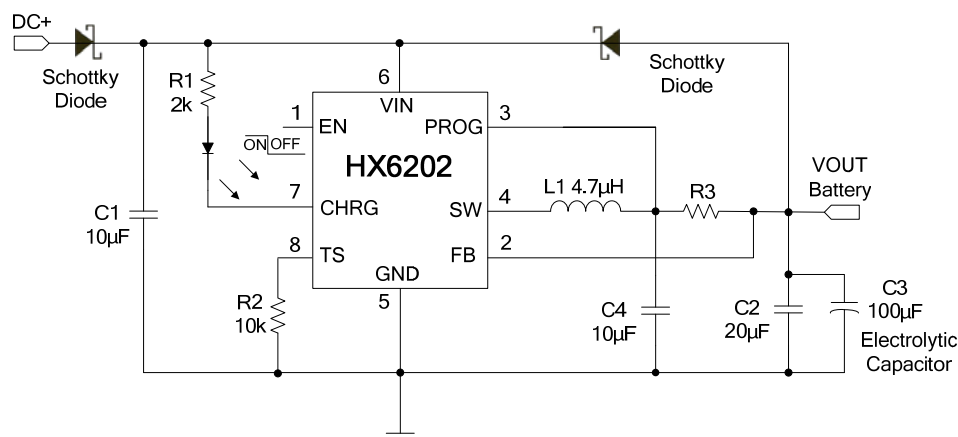 DC+
Schottky
Diode
Schottky
Diode
R1
2k
6
VIN
1
EN
PROG
3
ON OFF
HX6202
VOUT
Battery
L1 4.7µH
R3
7
CHRG
SW
4
C1
10µF
8
TS
FB
2
GND
5
R2
10k
C4
10µF
C2
20µF
C3
100µF
Electrolytic
Capacitor